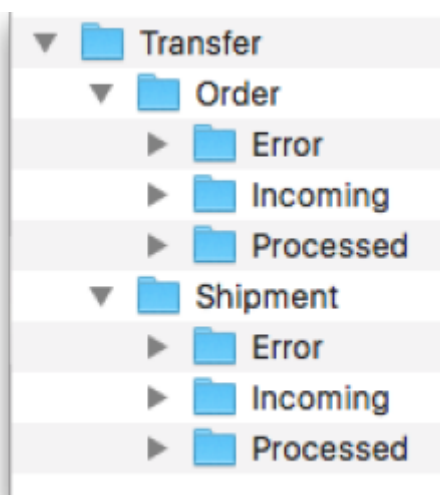 Transfer
Order
Error
Incoming
Processed
Shipment
Error
Incoming
Processed